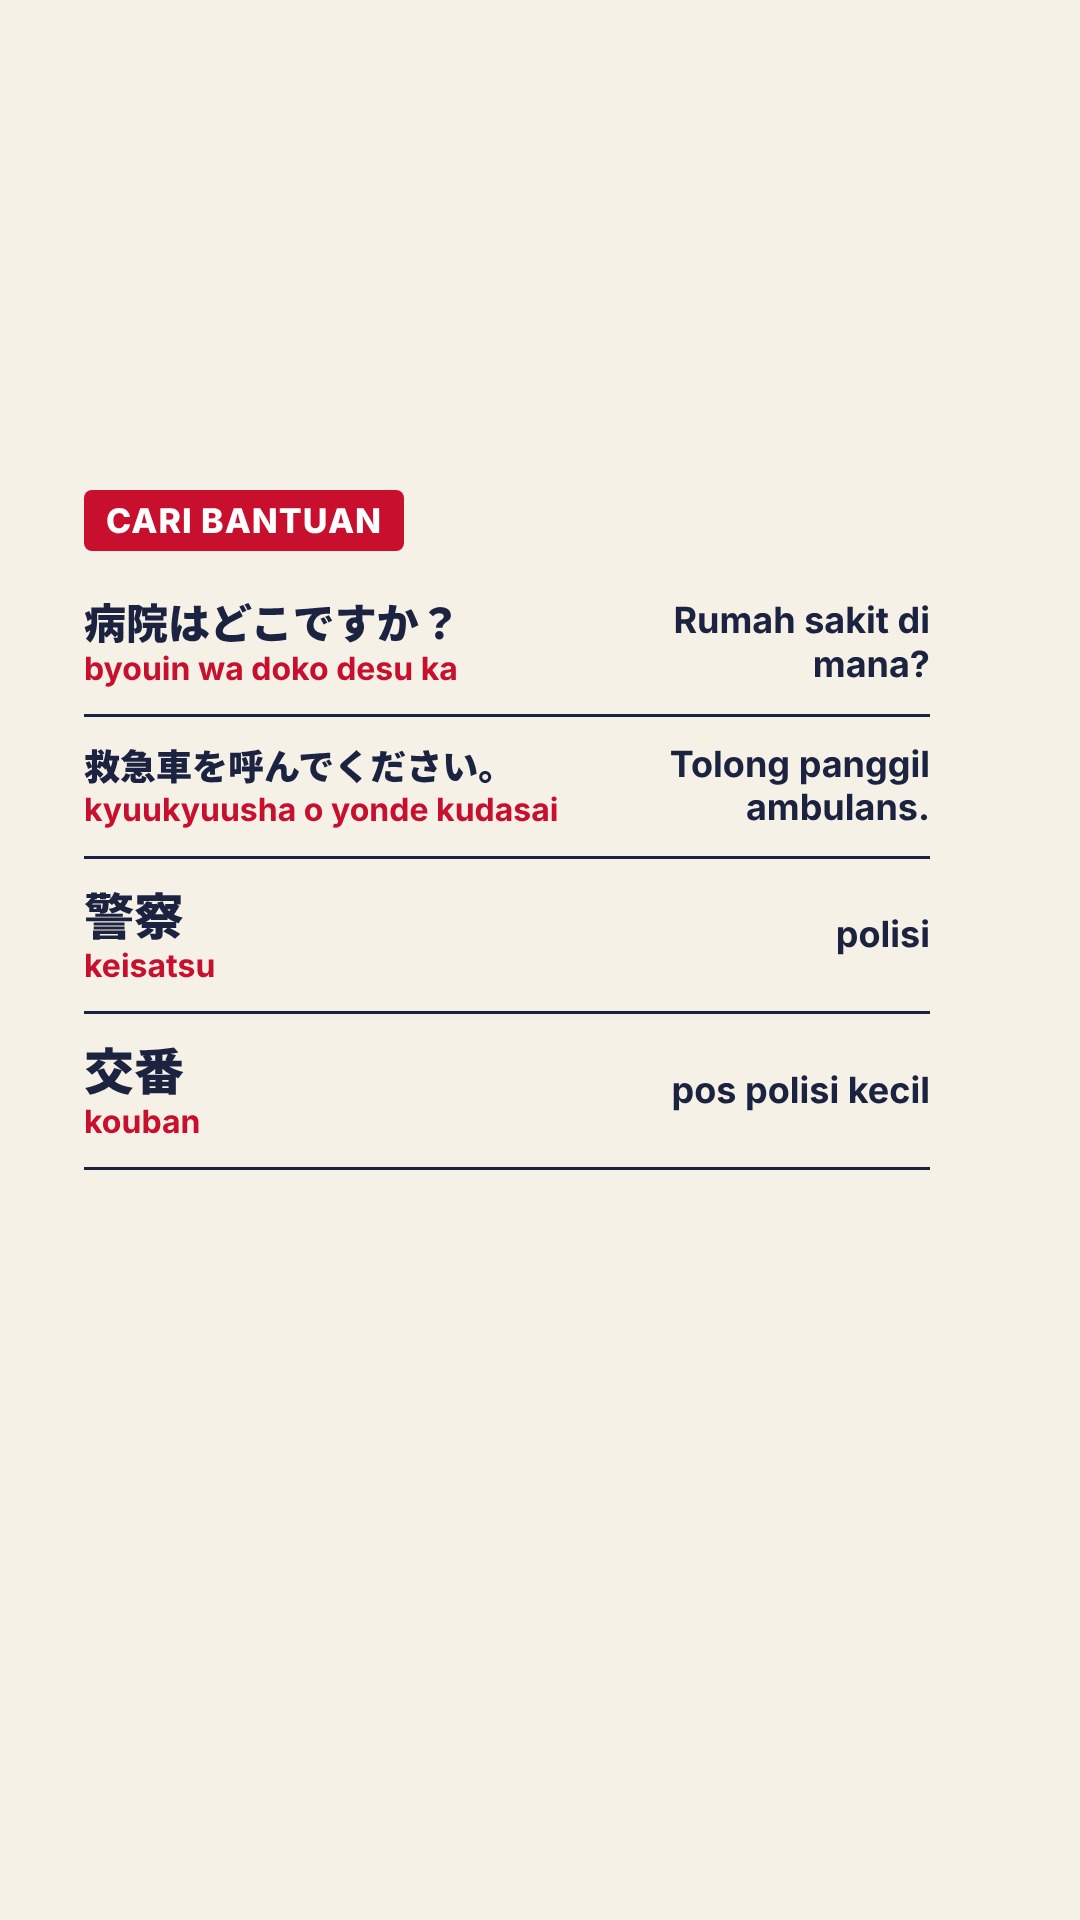 CARI BANTUAN
病院はどこですか？
byouin wa doko desu ka
Rumah sakit di
mana?
救急車を呼んでください。
kyuukyuusha o yonde kudasai
Tolong panggil
ambulans.
警察
keisatsu
polisi
交番
kouban
pos polisi kecil